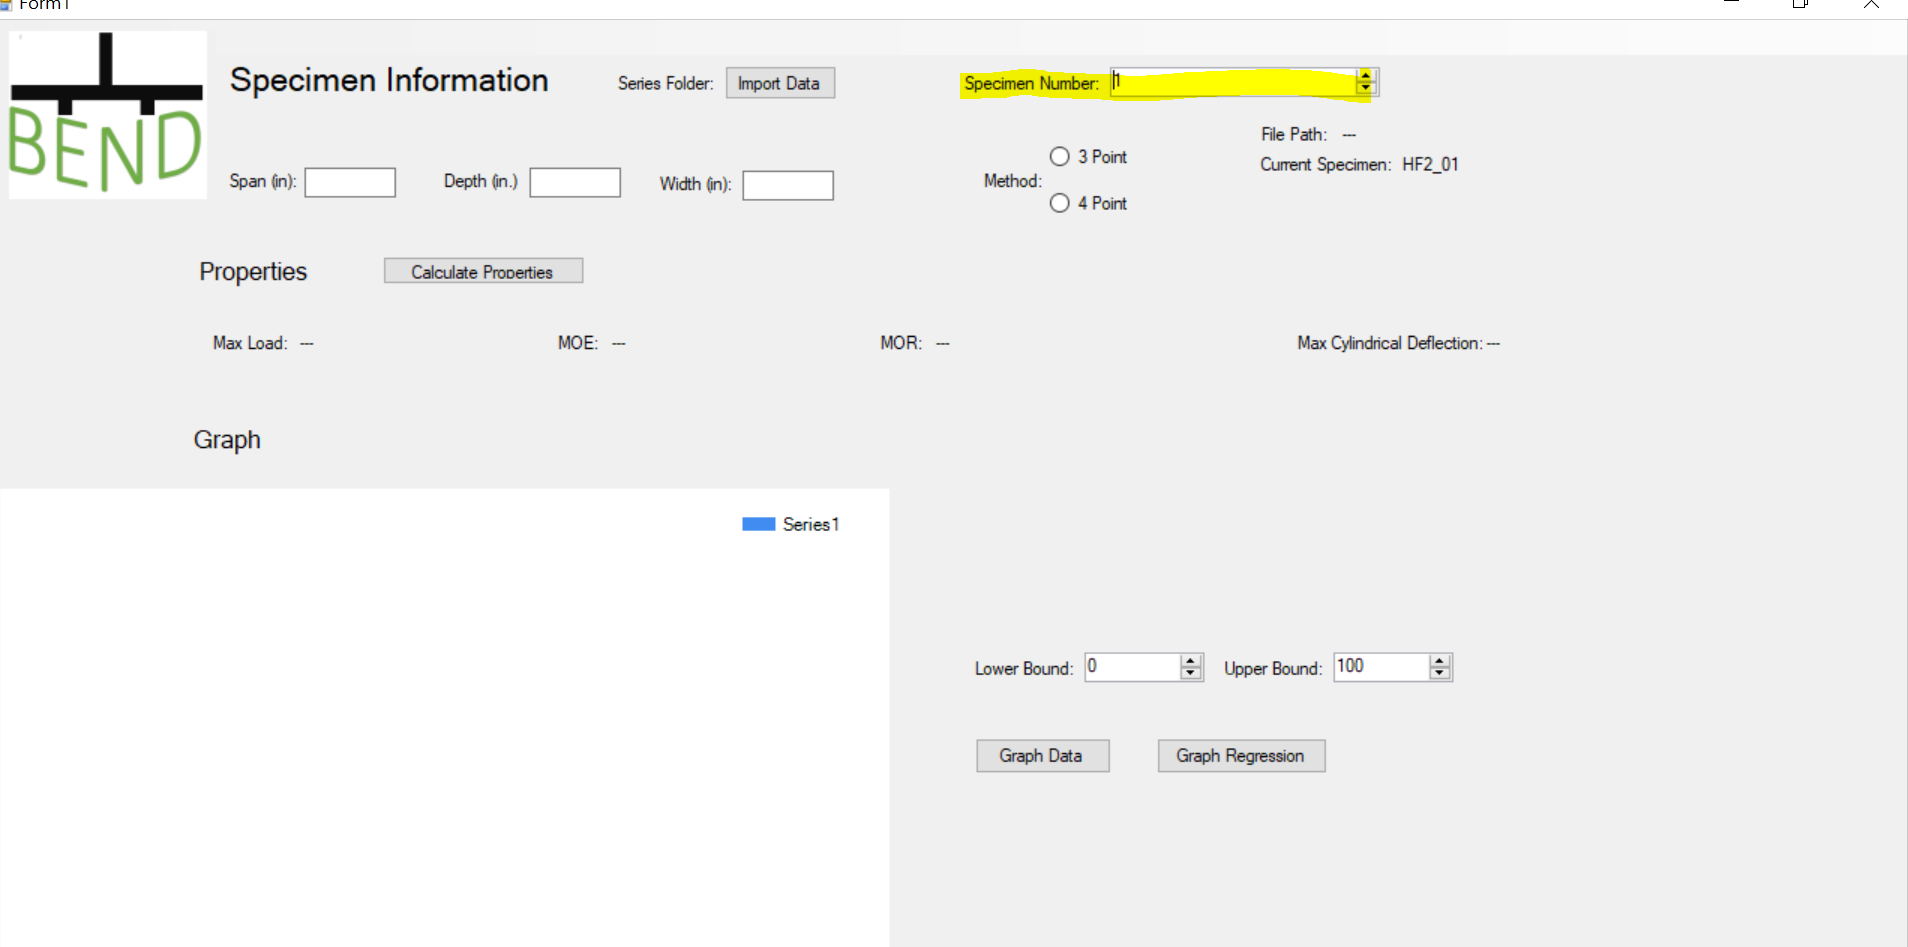 Form1
BEND
Specimen Information
Series Folder: Import Data
Specimen Number: 1
File Path: ---
Current Specimen: HF2_01
Span (in):
Depth (in.)
Width (in):
Method:
3 Point
4 Point
Properties
Calculate Properties
Max Load: ---
MOE: ---
MOR: ---
Max Cylindrical Deflection: ---
Graph
Series1
Lower Bound: 0
Upper Bound: 100
Graph Data
Graph Regression